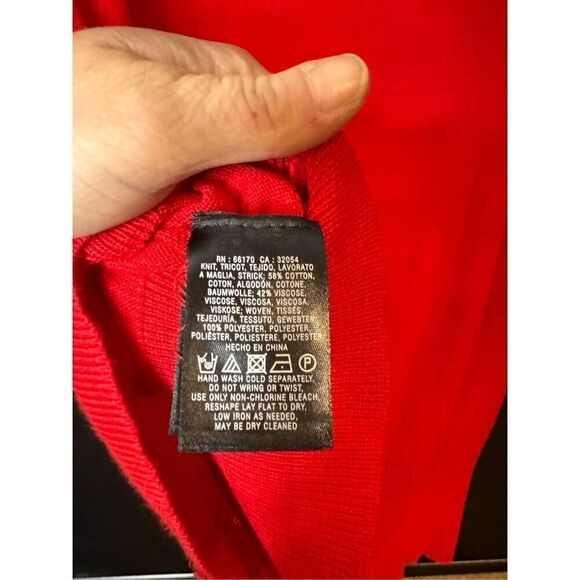 RN : 66170 CA : 32054
KNIT, TRICOT, TEJIDO, LAVORATO
A MAGLIA, STRICK; 58% COTTON,
COTON, ALGODÓN, COTONE,
BAUMWOLLE; 42% VISCOSE,
VISCOSE, VISCOSA, VISCOSA,
VISKOSE; WOVEN, TISSÉS,
TEJEDURÍA, TESSUTO, GEWEBTEN
100% POLYESTER, POLYESTER,
POLIÉSTER, POLIESTERE, POLYESTER
HECHO EN CHINA
P
HAND WASH COLD SEPARATELY,
DO NOT WRING OR TWIST,
USE ONLY NON-CHLORINE BLEACH,
RESHAPE LAY FLAT TO DRY,
LOW IRON AS NEEDED,
MAY BE DRY CLEANED